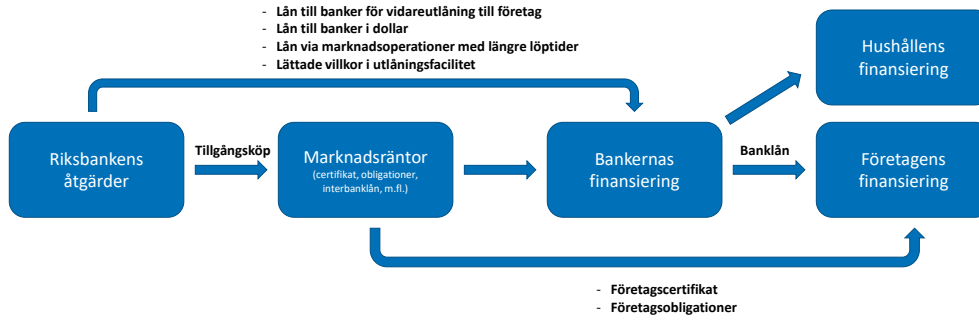 - Lån till banker för vidareutlåning till företag
- Lån till banker i dollar
- Lån via marknadsoperationer med längre löptider
- Lättade villkor i utlåningsfacilitet
Hushållens
finansiering
Riksbankens
åtgärder
Tillgångsköp
Marknadsräntor
(certifikat, obligationer,
interbanklån, m.fl.)
Bankernas
finansiering
Banklån
Företagens
finansiering
- Företagscertifikat
- Företagsobligationer